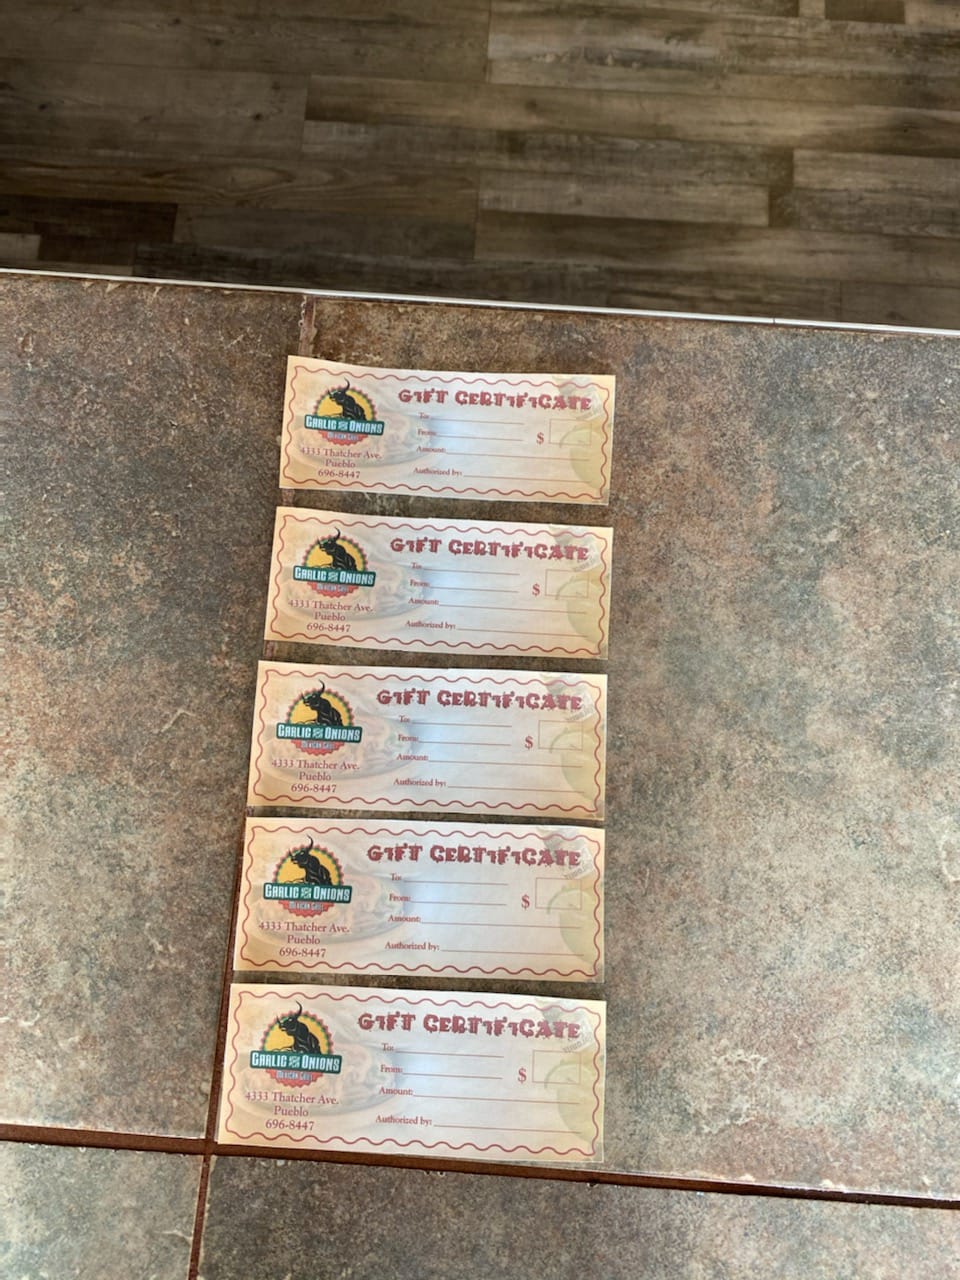 GIFT CERTIFICATE
To:
From:
$
Amount:
Authorized by:
GARLIC & ONIONS
MEXICAN GRILL
4333 Thatcher Ave.
Pueblo
696-8447
GIFT CERTIFICATE
To:
From:
$
Amount:
Authorized by:
GARLIC & ONIONS
MEXICAN GRILL
4333 Thatcher Ave.
Pueblo
696-8447
GIFT CERTIFICATE
To:
From:
$
Amount:
Authorized by:
GARLIC & ONIONS
MEXICAN GRILL
4333 Thatcher Ave.
Pueblo
696-8447
GIFT CERTIFICATE
To:
From:
$
Amount:
Authorized by:
GARLIC & ONIONS
MEXICAN GRILL
4333 Thatcher Ave.
Pueblo
696-8447
GIFT CERTIFICATE
To:
From:
$
Amount:
Authorized by:
GARLIC & ONIONS
MEXICAN GRILL
4333 Thatcher Ave.
Pueblo
696-8447